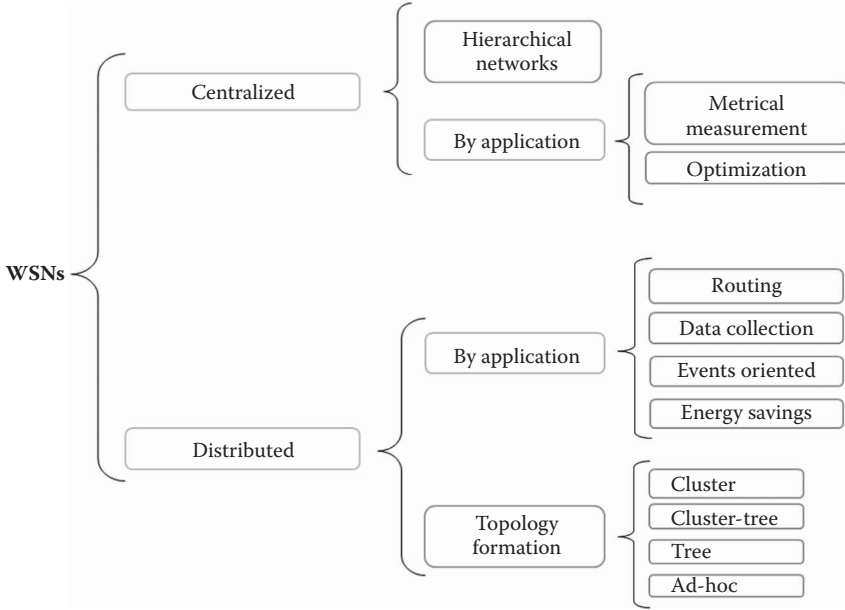 WSNs
Centralized
Hierarchical
networks
By application
Metrical
measurement
Optimization
Distributed
By application
Routing
Data collection
Events oriented
Energy savings
Topology
formation
Cluster
Cluster-tree
Tree
Ad-hoc